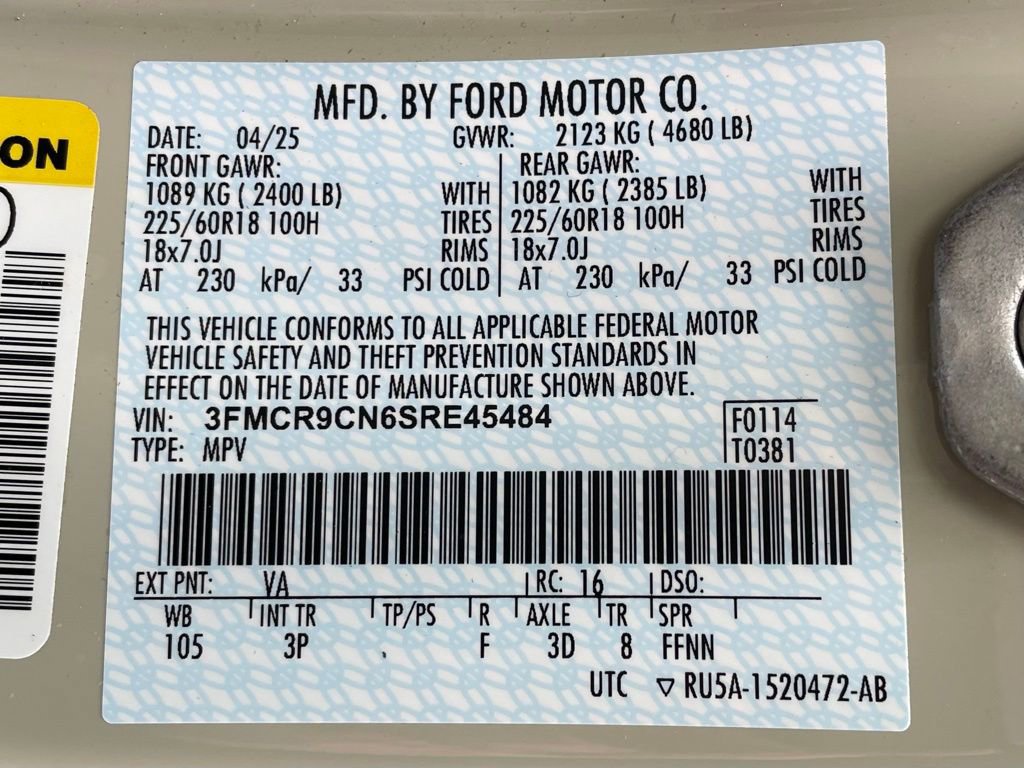 ON
MFD. BY FORD MOTOR CO.
DATE: 04/25 GVWR: 2123 KG ( 4680 LB)
FRONT GAWR: REAR GAWR:
1089 KG ( 2400 LB) WITH 1082 KG ( 2385 LB) WITH
225/60R18 100H TIRES 225/60R18 100H TIRES
18x7.0J RIMS 18x7.0J RIMS
AT 230 kPa/ 33 PSI COLD AT 230 kPa/ 33 PSI COLD
THIS VEHICLE CONFORMS TO ALL APPLICABLE FEDERAL MOTOR
VEHICLE SAFETY AND THEFT PREVENTION STANDARDS IN
EFFECT ON THE DATE OF MANUFACTURE SHOWN ABOVE.
VIN: 3FMCR9CN6SRE45484 F0114
TYPE: MPV T0381
EXT PNT: VA RC: 16 DSO:
WB INT TR TP/PS R AXLE TR SPR
105 3P . F 3D 8 FFNN
UTC ▽ RU5A-1520472-AB